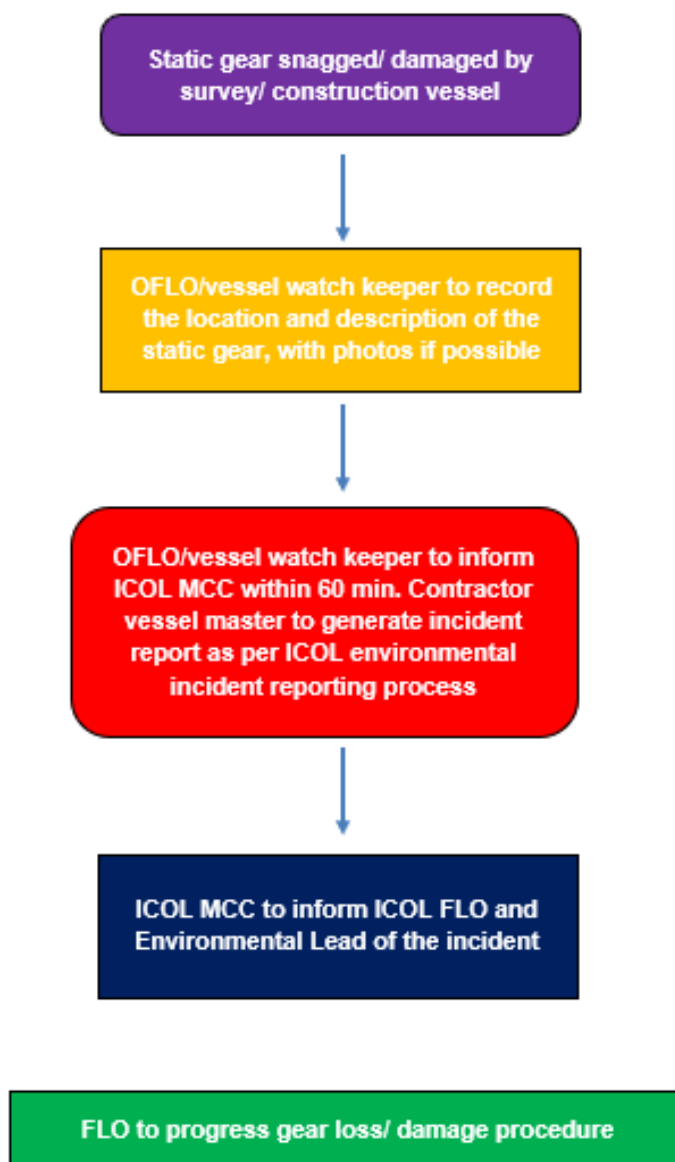 Static gear snagged/ damaged by
survey/ construction vessel
OFLO/vessel watch keeper to record
the location and description of the
static gear, with photos if possible
OFLO/vessel watch keeper to inform
ICOL MCC within 60 min. Contractor
vessel master to generate incident
report as per ICOL environmental
incident reporting process
ICOL MCC to inform ICOL FLO and
Environmental Lead of the incident
FLO to progress gear loss/ damage procedure